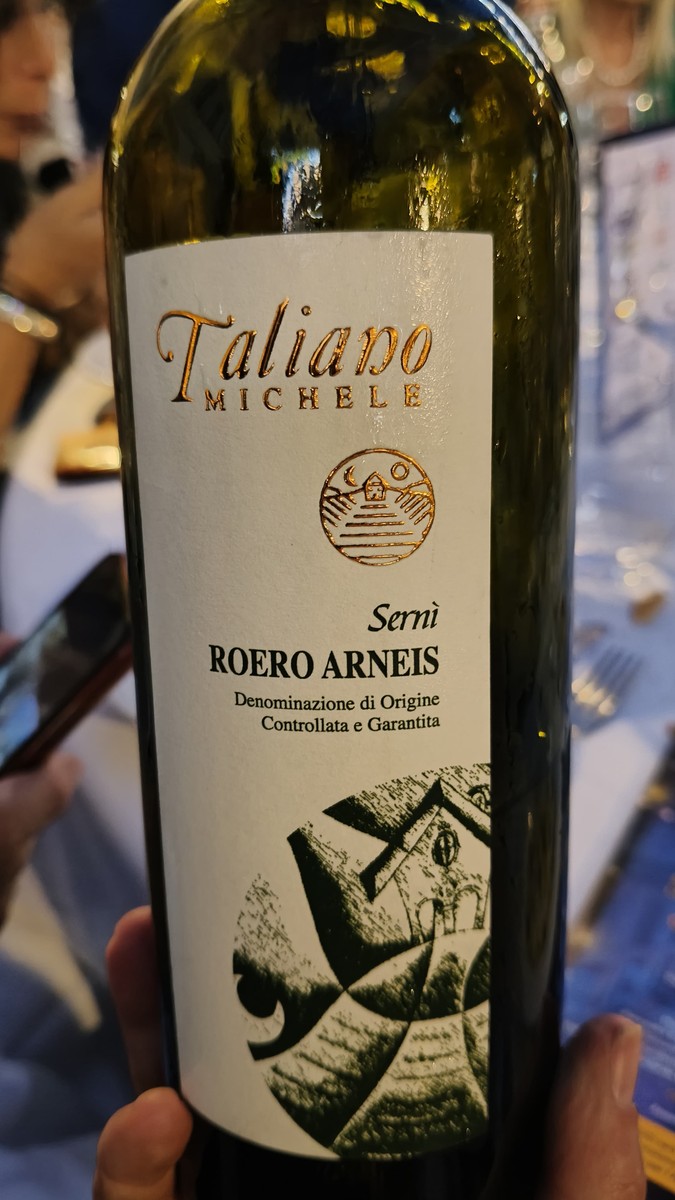 Taliano
MICHELE
Sernì
ROERO ARNEIS
Denominazione di Origine
Controllata e Garantita